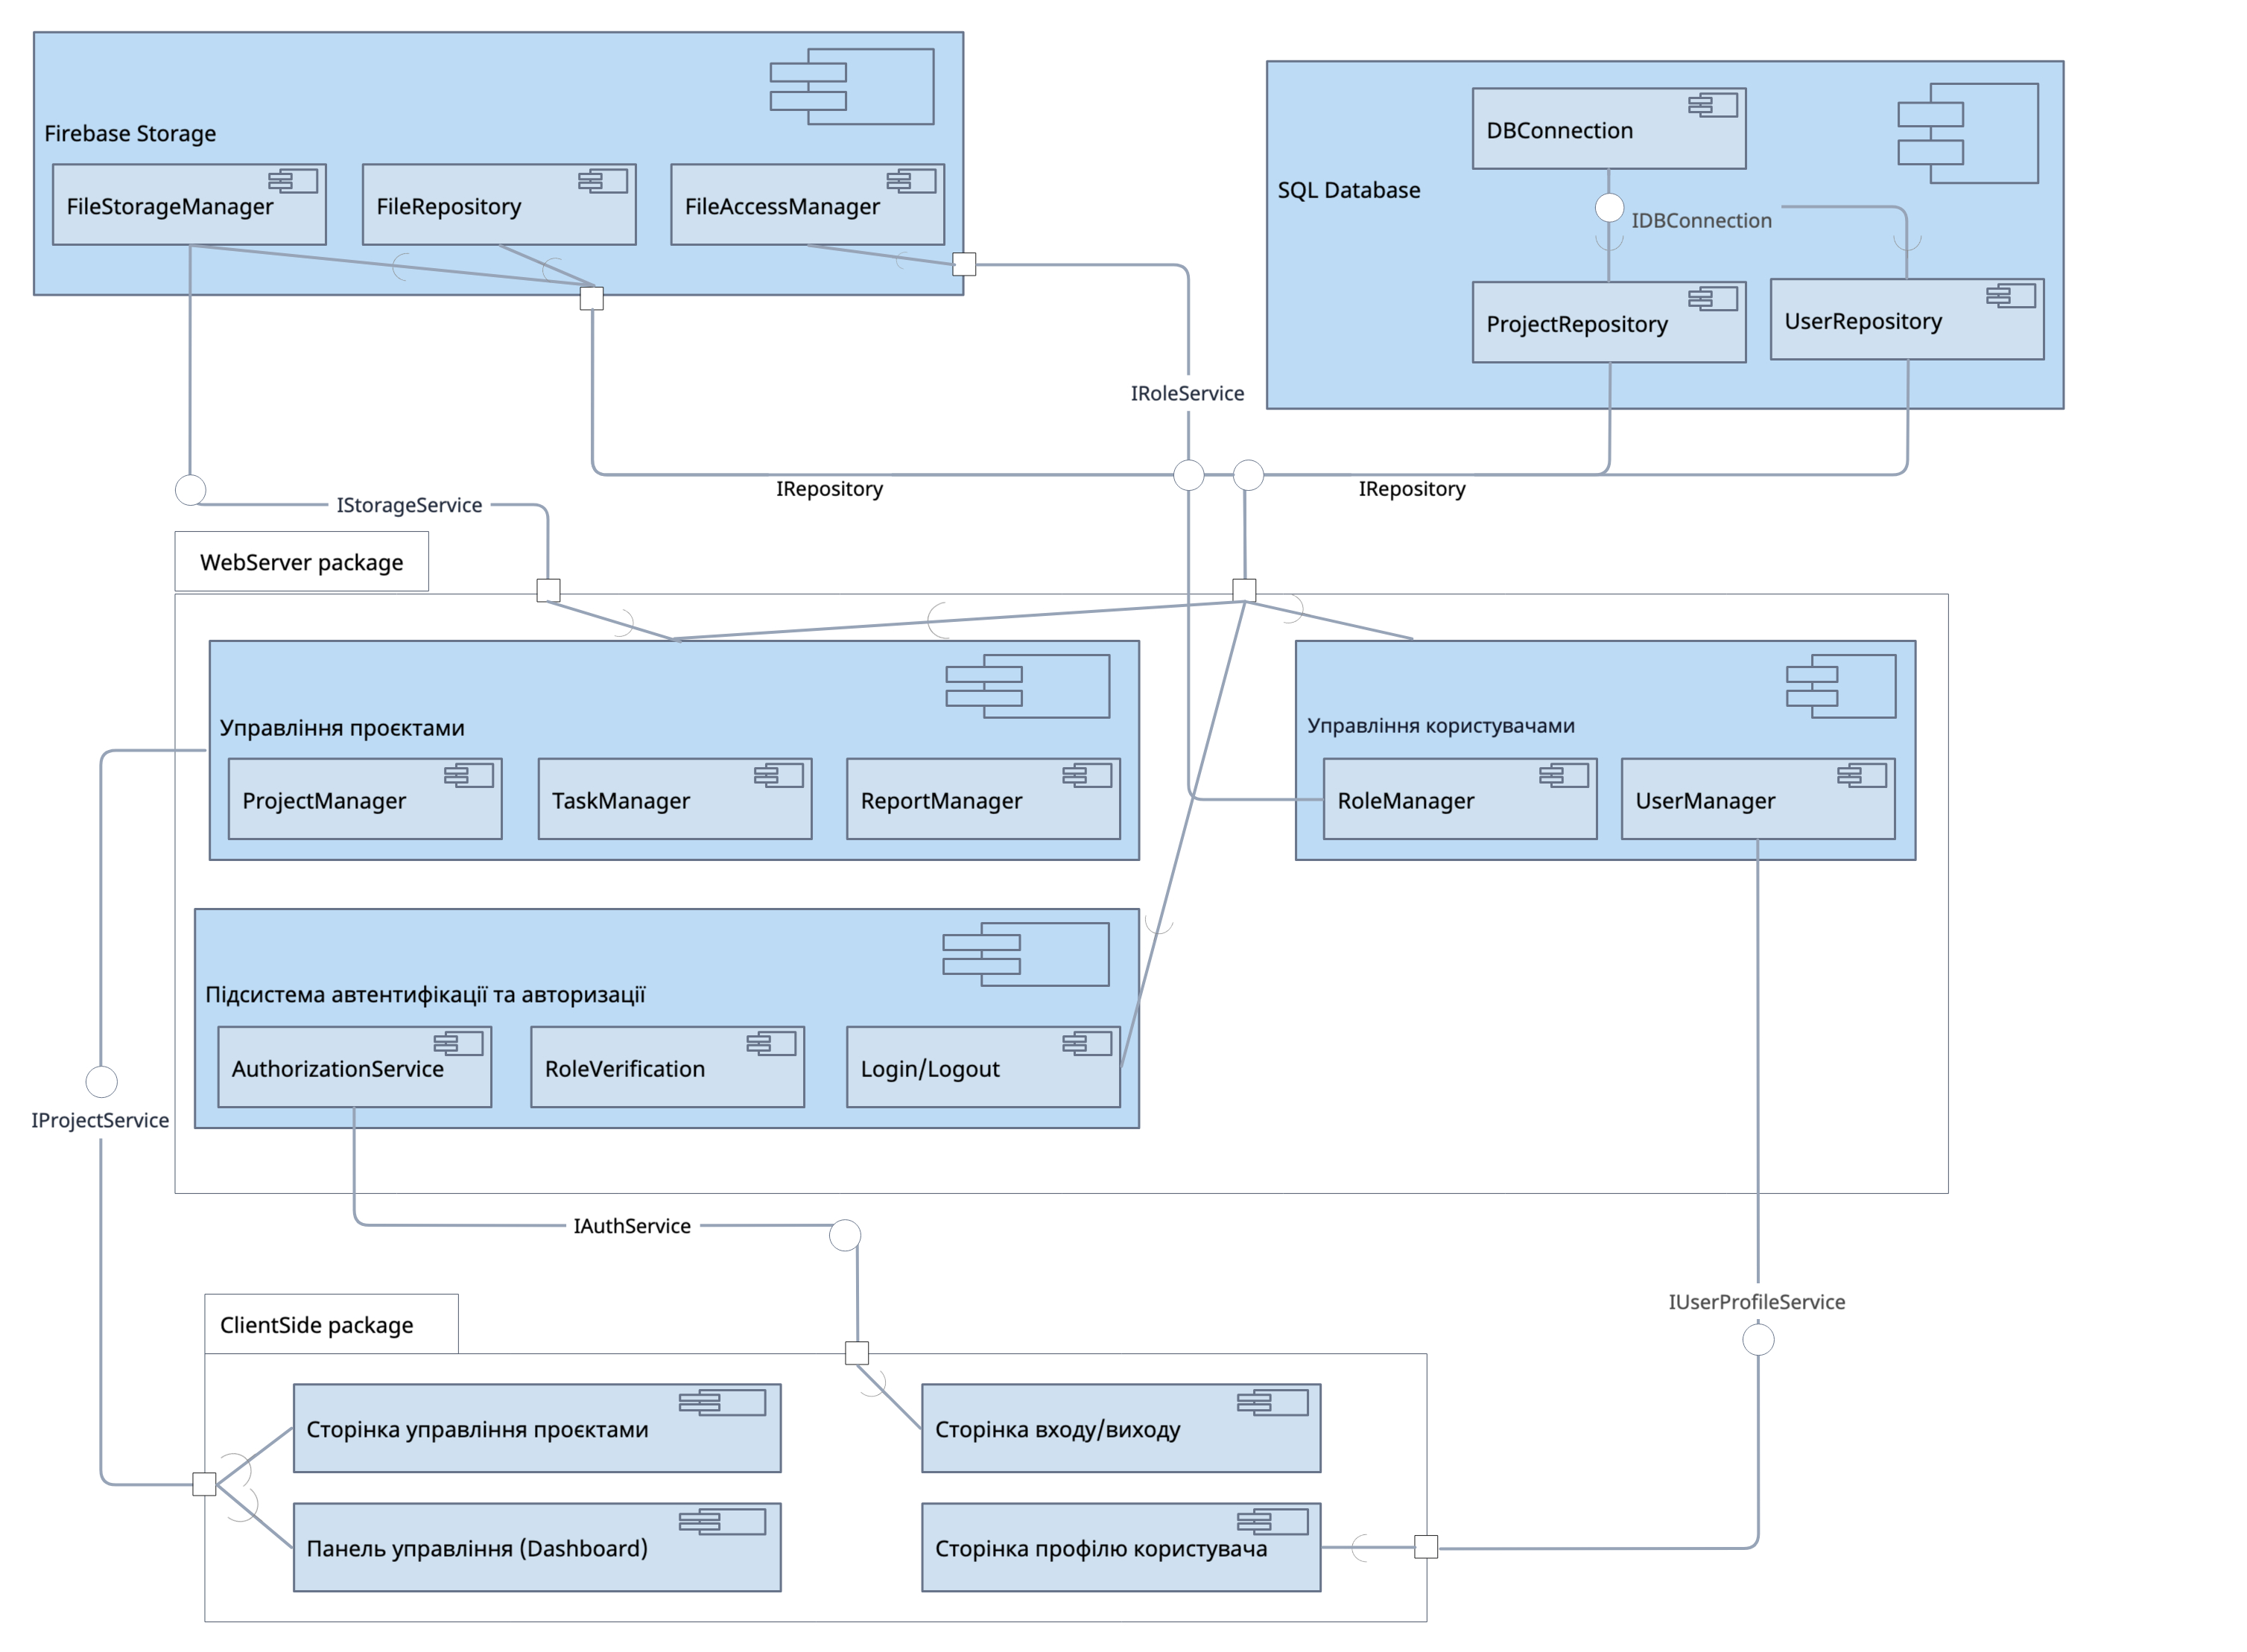 Firebase Storage
FileStorageManager
FileRepository
FileAccessManager
SQL Database
DBConnection
IDBConnection
ProjectRepository
UserRepository
IRoleService
IRepository
IRepository
IStorageService
WebServer package
Управління проєктами
ProjectManager
TaskManager
ReportManager
Управління користувачами
RoleManager
UserManager
Підсистема автентифікації та авторизації
AuthorizationService
RoleVerification
Login/Logout
IProjectService
IAuthService
IUserProfileService
ClientSide package
Сторінка управління проєктами
Сторінка входу/виходу
Панель управління (Dashboard)
Сторінка профілю користувача